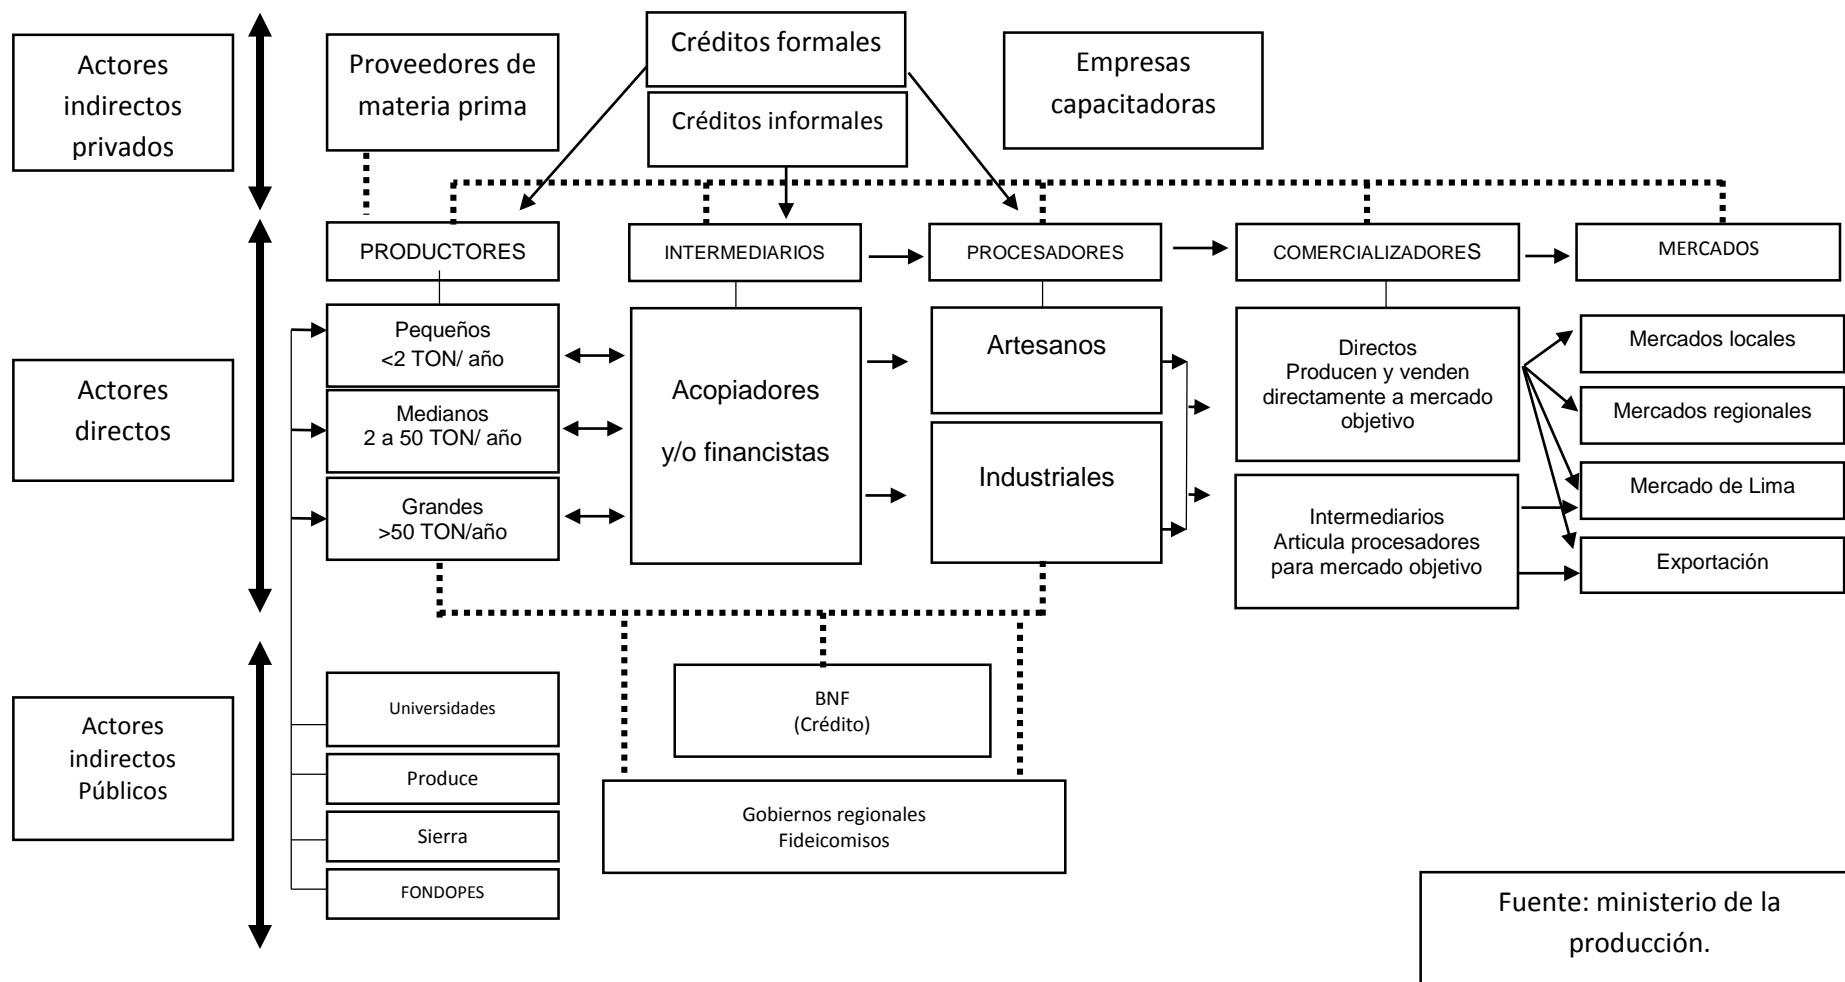 Actores
indirectos
privados
Proveedores de
materia prima
Créditos formales
Créditos informales
Empresas
capacitadoras
Actores
directos
PRODUCTORES
INTERMEDIARIOS
PROCESADORES
COMERCIALIZADORES
MERCADOS
Pequeños
<2 TON/ año
Medianos
2 a 50 TON/ año
Grandes
>50 TON/año
Acopiadores
y/o financistas
Artesanos
Industriales
Directos
Producen y venden
directamente a mercado
objetivo
Intermediarios
Articula procesadores
para mercado objetivo
Mercados locales
Mercados regionales
Mercado de Lima
Exportación
Actores
indirectos
Públicos
Universidades
Produce
Sierra
FONDOPES
BNF
(Crédito)
Gobiernos regionales
Fideicomisos
Fuente: ministerio de la
producción.